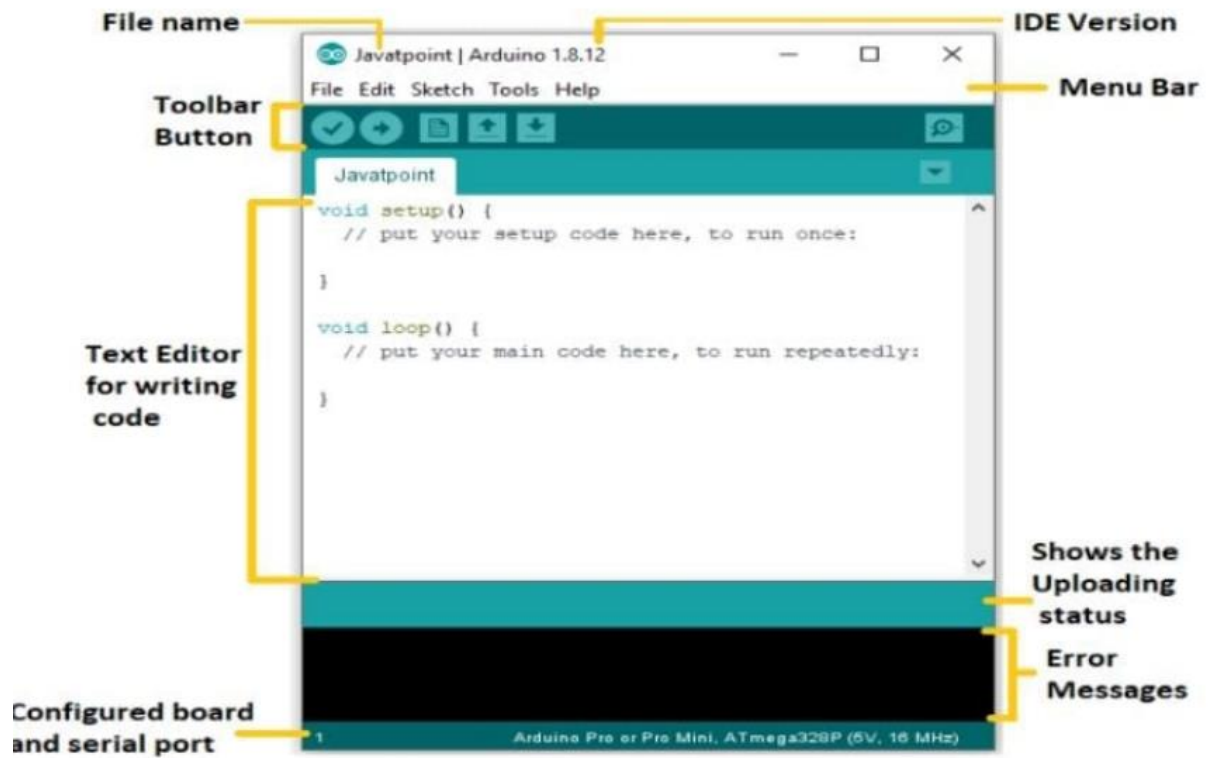 File name
IDE Version
Javatpoint | Arduino 1.8.12
File Edit Sketch Tools Help
Menu Bar
Toolbar
Button
Javatpoint
void setup() {
// put your setup code here, to run once:
}
void loop() {
// put your main code here, to run repeatedly:
}
Text Editor
for writing
code
Shows the
Uploading
status
Error
Messages
Configured board
and serial port
1
Arduino Pro or Pro Mini, ATmega328P (5V, 16 MHz)